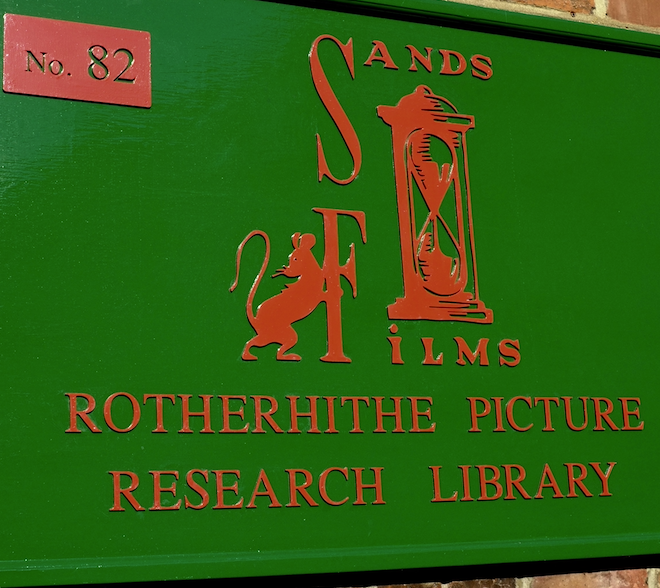 No. 82
SANDS
FiLMS
ROTHERHITHE PICTURE
RESEARCH LIBRARY